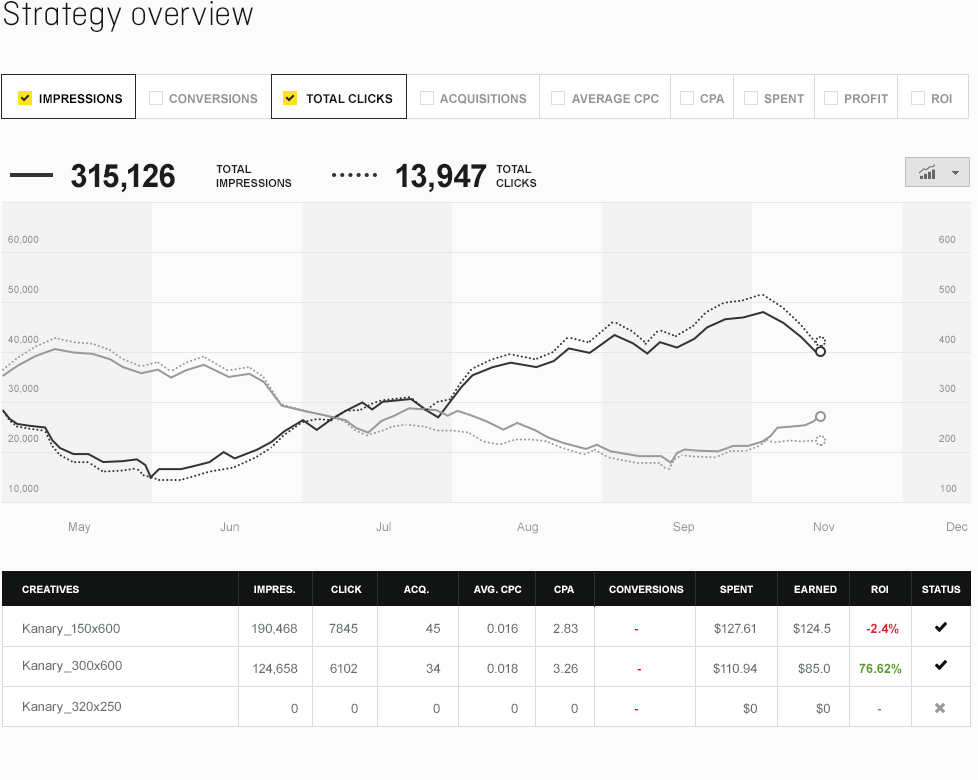 Strategy overview
IMPRESSIONS CONVERSIONS TOTAL CLICKS ACQUISITIONS AVERAGE CPC CPA SPENT PROFIT ROI
315,126 TOTAL IMPRESSIONS 13,947 TOTAL CLICKS
60,000 600
50,000 500
40,000 400
30,000 300
20,000 200
10,000 100
May Jun Jul Aug Sep Nov Dec
CREATIVES IMPRES. CLICK ACQ. AVG. CPC CPA CONVERSIONS SPENT EARNED ROI STATUS
Kanary_150x600 190,468 7845 45 0.016 2.83 - $127.61 $124.5 -2.4%
Kanary_300x600 124,658 6102 34 0.018 3.26 - $110.94 $85.0 76.62%
Kanary_320x250 0 0 0 0 0 - $0 $0 -